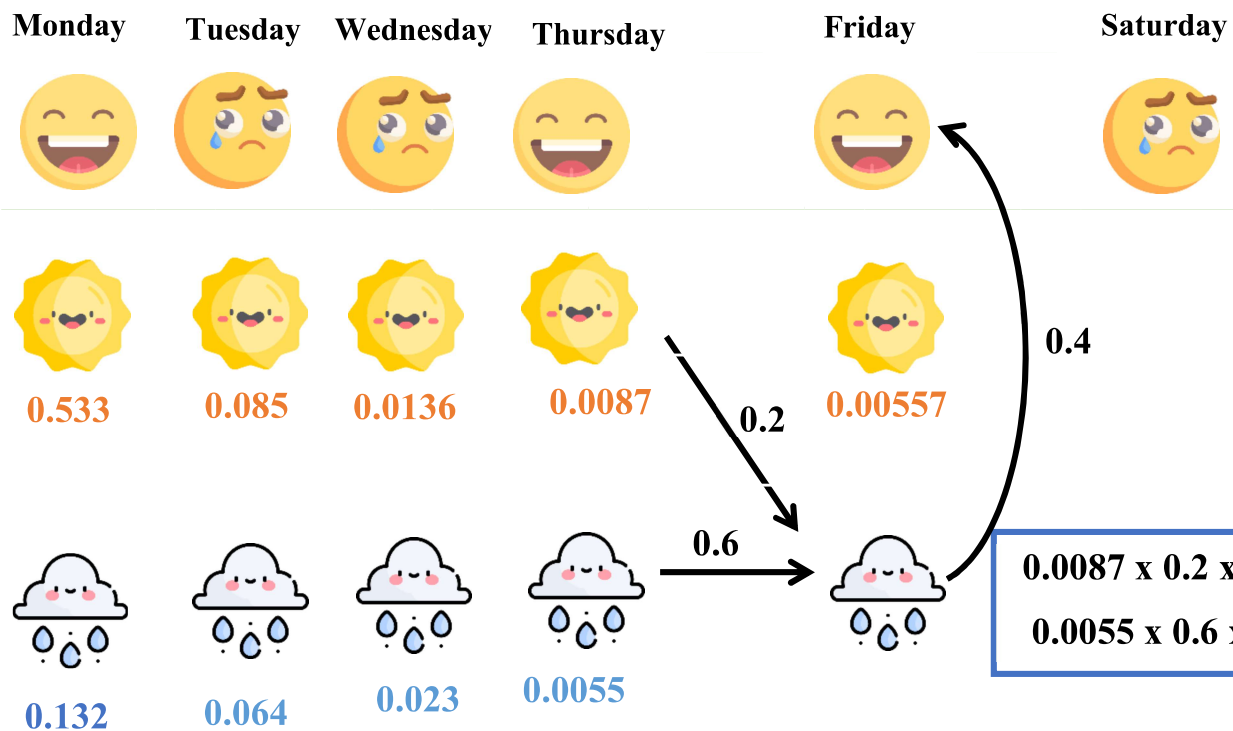 Monday Tuesday Wednesday Thursday Friday Saturday
0.4
0.533 0.085 0.0136 0.0087 0.00557
0.2
0.6
0.0087 x 0.2 x
0.0055 x 0.6 x
0.132 0.064 0.023 0.0055